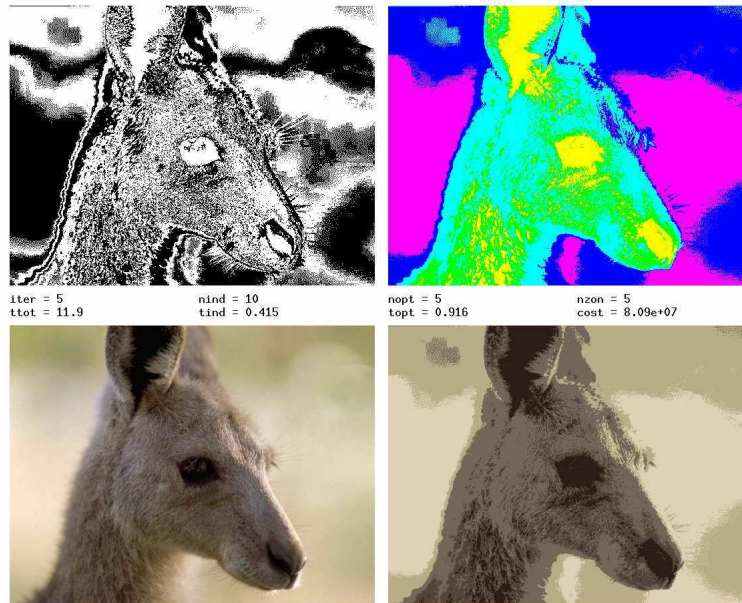 iter = 5 nind = 10 nopt = 5 nzon = 5
ttot = 11.9 tind = 0.415 topt = 0.916 cost = 8.09e+07